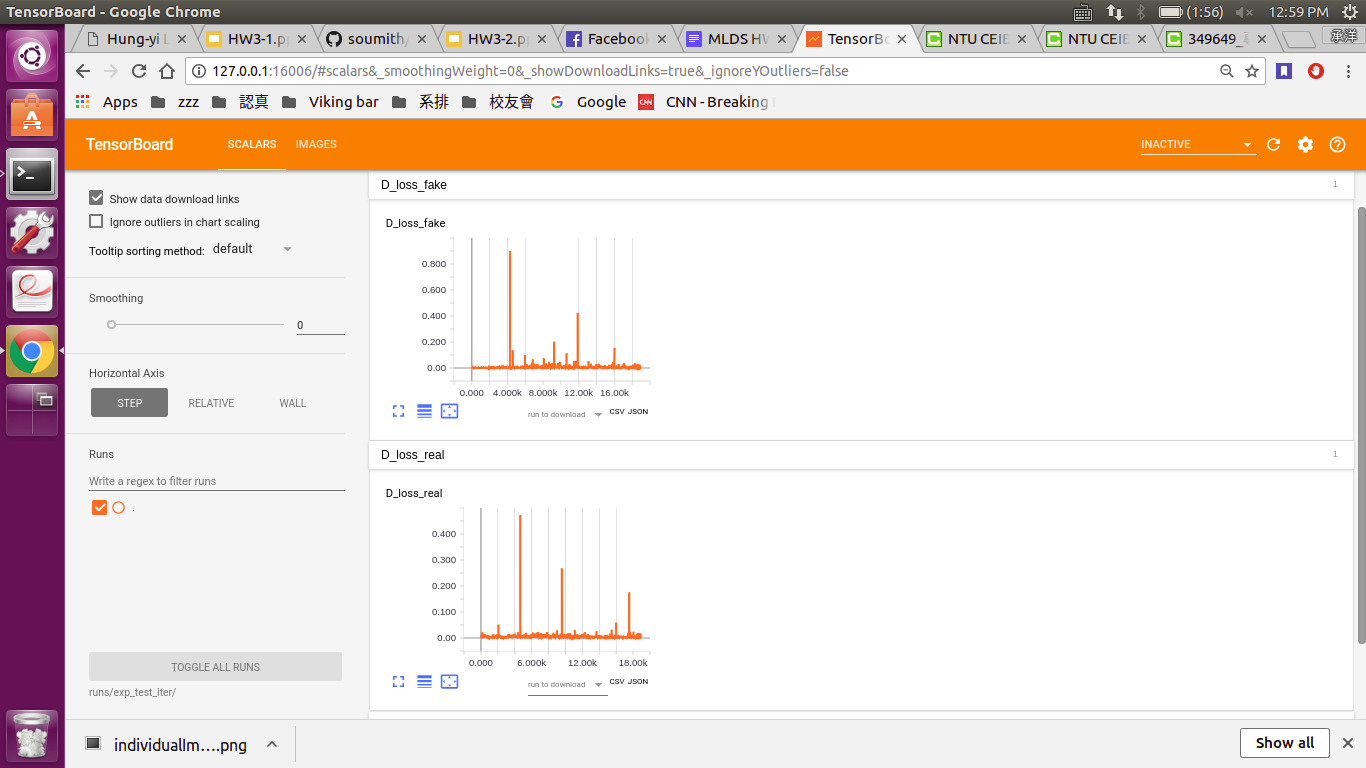 TensorBoard - Google Chrome
(1:56)
12:59 PM
Hung-yi L
HW3-1.p
soumith/
HW3-2.p
Facebook
MLDS HW
TensorBo
NTU CEIB
NTU CEIB
349649_
承洋
127.0.0.1:16006/#scalars&_smoothingWeight=0&_showDownloadLinks=true&_ignoreYOutliers=false
Apps
zzz
認真
Viking bar
系排
校友會
Google
CNN - Breaking
TensorBoard
SCALARS
IMAGES
INACTIVE
Show data download links
Ignore outliers in chart scaling
Tooltip sorting method:
default
Smoothing
0
Horizontal Axis
STEP
RELATIVE
WALL
Runs
Write a regex to filter runs
.
TOGGLE ALL RUNS
runs/exp_test_iter/
D_loss_fake
1
D_loss_fake
0.800
0.600
0.400
0.200
0.00
0.000 4.000k 8.000k 12.00k 16.00k
run to download
CSV JSON
D_loss_real
1
D_loss_real
0.400
0.300
0.200
0.100
0.00
0.000 6.000k 12.00k 18.00k
run to download
CSV JSON
individualIm....png
Show all